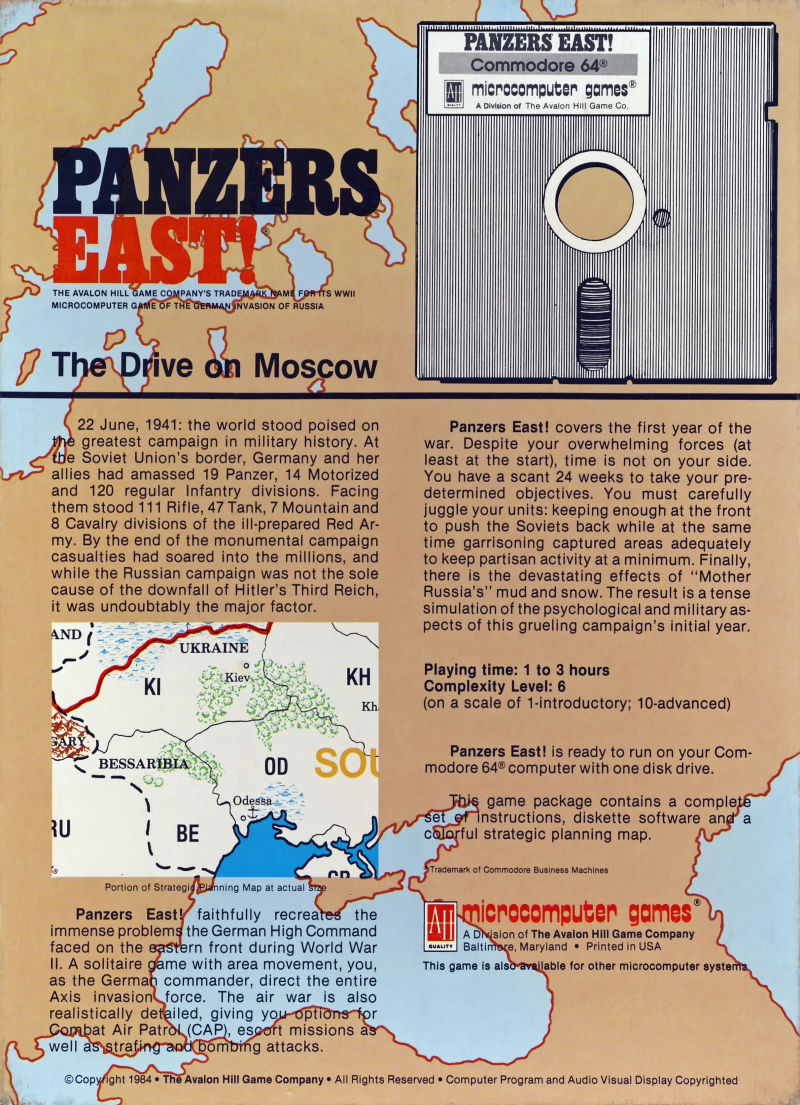 PANZERS EAST!
Commodore 64®
AH
QUALITY
microcomputer games®
A Division of The Avalon Hill Game Co.
PANZERS
EAST!®
THE AVALON HILL GAME COMPANY'S TRADEMARK NAME FOR ITS WWII
MICROCOMPUTER GAME OF THE GERMAN INVASION OF RUSSIA
The Drive on Moscow
22 June, 1941: the world stood poised on
the greatest campaign in military history. At
the Soviet Union's border, Germany and her
allies had amassed 19 Panzer, 14 Motorized
and 120 regular Infantry divisions. Facing
them stood 111 Rifle, 47 Tank, 7 Mountain and
8 Cavalry divisions of the ill-prepared Red Ar-
my. By the end of the monumental campaign
casualties had soared into the millions, and
while the Russian campaign was not the sole
cause of the downfall of Hitler's Third Reich,
it was undoubtably the major factor.
AND
UKRAINE
Kiev
KI
KH
Kh
GARY
BESSARIBIA
OD
SOU
Odessa
RU
BE
CR
Portion of Strategic Planning Map at actual size
Panzers East! faithfully recreates the
immense problems the German High Command
faced on the eastern front during World War
II. A solitaire game with area movement, you,
as the German commander, direct the entire
Axis invasion force. The air war is also
realistically detailed, giving you options for
Combat Air Patrol (CAP), escort missions as
well as strafing and bombing attacks.
Panzers East! covers the first year of the
war. Despite your overwhelming forces (at
least at the start), time is not on your side.
You have a scant 24 weeks to take your pre-
determined objectives. You must carefully
juggle your units: keeping enough at the front
to push the Soviets back while at the same
time garrisoning captured areas adequately
to keep partisan activity at a minimum. Finally,
there is the devastating effects of "Mother
Russia's" mud and snow. The result is a tense
simulation of the psychological and military as-
pects of this grueling campaign's initial year.
Playing time: 1 to 3 hours
Complexity Level: 6
(on a scale of 1-introductory; 10-advanced)
Panzers East! is ready to run on your Com-
modore 64® computer with one disk drive.
This game package contains a complete
set of instructions, diskette software and a
colorful strategic planning map.
Trademark of Commodore Business Machines
AH
QUALITY
microcomputer games®
A Division of The Avalon Hill Game Company
Baltimore, Maryland • Printed in USA
This game is also available for other microcomputer systems.
©Copyright 1984 • The Avalon Hill Game Company • All Rights Reserved • Computer Program and Audio Visual Display Copyrighted